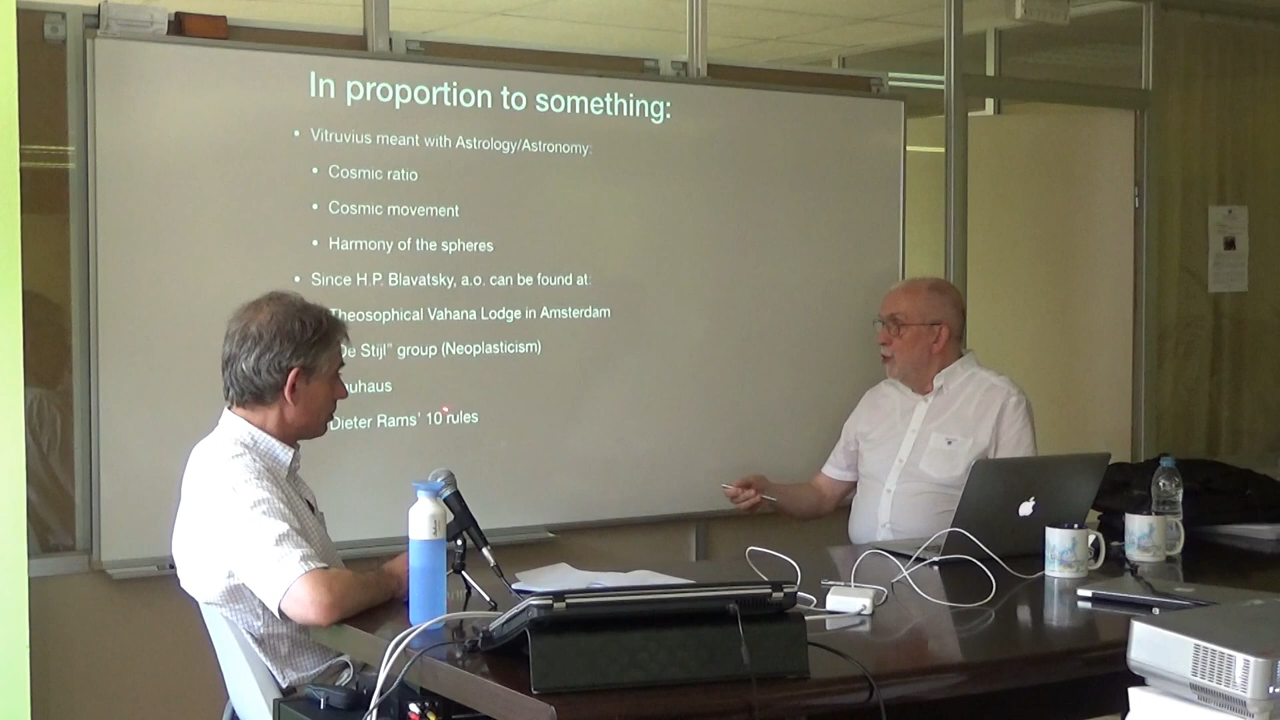 In proportion to something:
• Vitruvius meant with Astrology/Astronomy:
• Cosmic ratio
• Cosmic movement
• Harmony of the spheres
• Since H.P. Blavatsky, a.o. can be found at:
Theosophical Vahana Lodge in Amsterdam
"De Stijl" group (Neoplasticism)
Dieter Rams' 10 rules